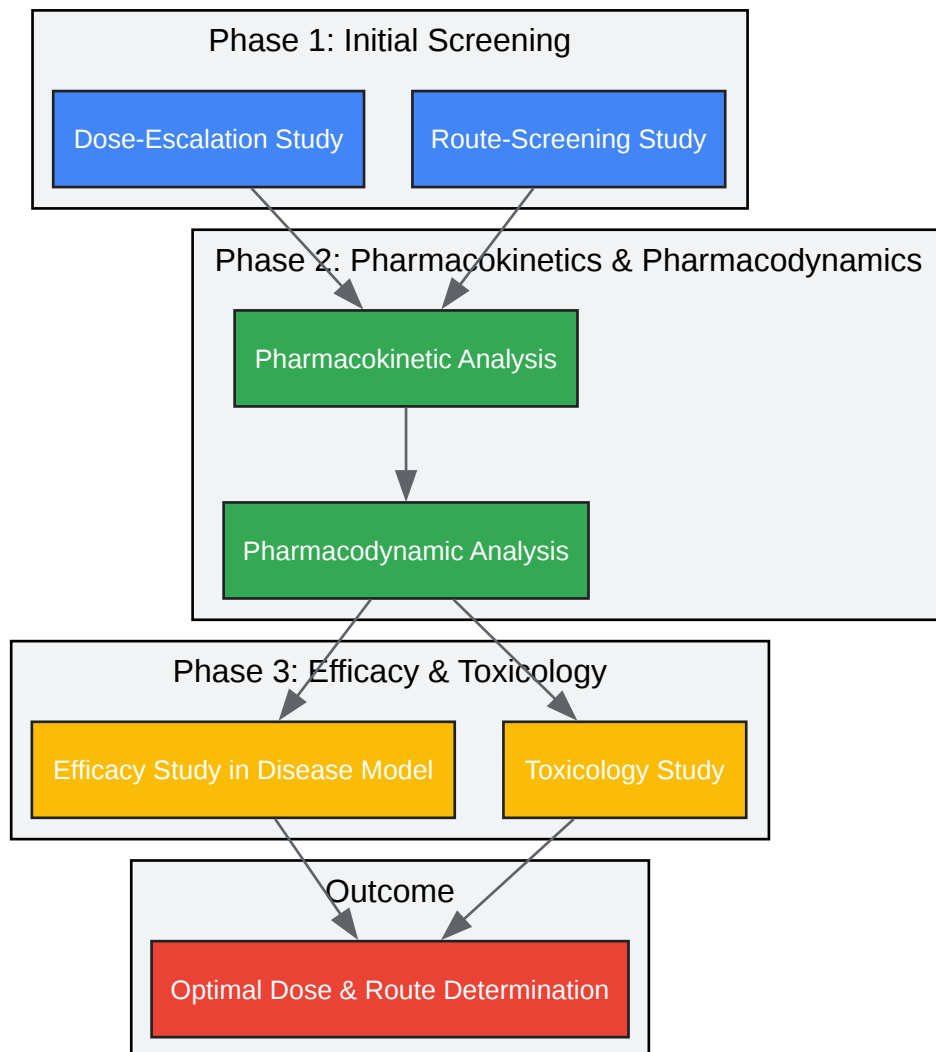 Phase 1: Initial Screening
Dose-Escalation Study
Route-Screening Study
Phase 2: Pharmacokinetics & Pharmacodynamics
Pharmacokinetic Analysis
Pharmacodynamic Analysis
Phase 3: Efficacy & Toxicology
Efficacy Study in Disease Model
Toxicology Study
Outcome
Optimal Dose & Route Determination